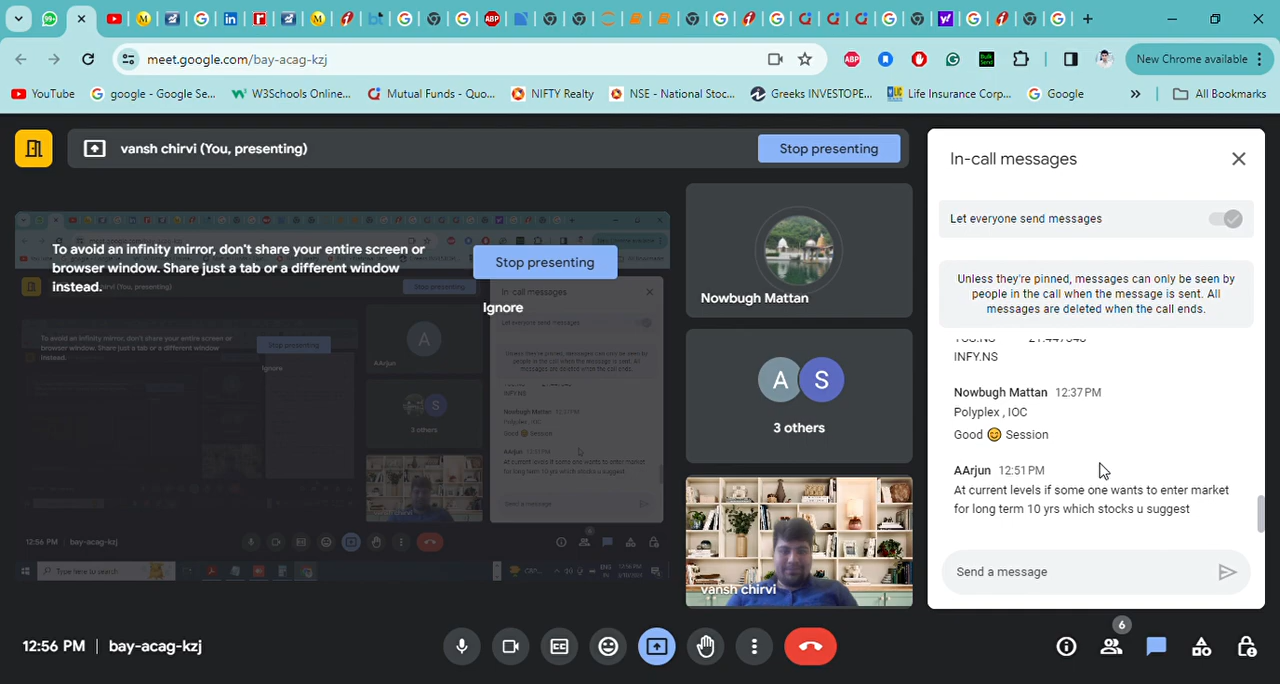 meet.google.com/bay-acag-kzj
New Chrome available
YouTube
google - Google Se...
W3Schools Online...
Mutual Funds - Quo...
NIFTY Realty
NSE - National Stoc...
Greeks INVESTOPE...
Life Insurance Corp...
Google
All Bookmarks
vansh chirvi (You, presenting)
Stop presenting
To avoid an infinity mirror, don't share your entire screen or
browser window. Share just a tab or a different window
instead.
Stop presenting
Ignore
Nowbugh Mattan
A S
3 others
vansh chirvi
In-call messages
Let everyone send messages
Unless they're pinned, messages can only be seen by
people in the call when the message is sent. All
messages are deleted when the call ends.
INFY.NS
Nowbugh Mattan 12:37 PM
Polyplex , IOC
Good 😊 Session
AArjun 12:51 PM
At current levels if some one wants to enter market
for long term 10 yrs which stocks u suggest
Send a message
12:56 PM | bay-acag-kzj
6